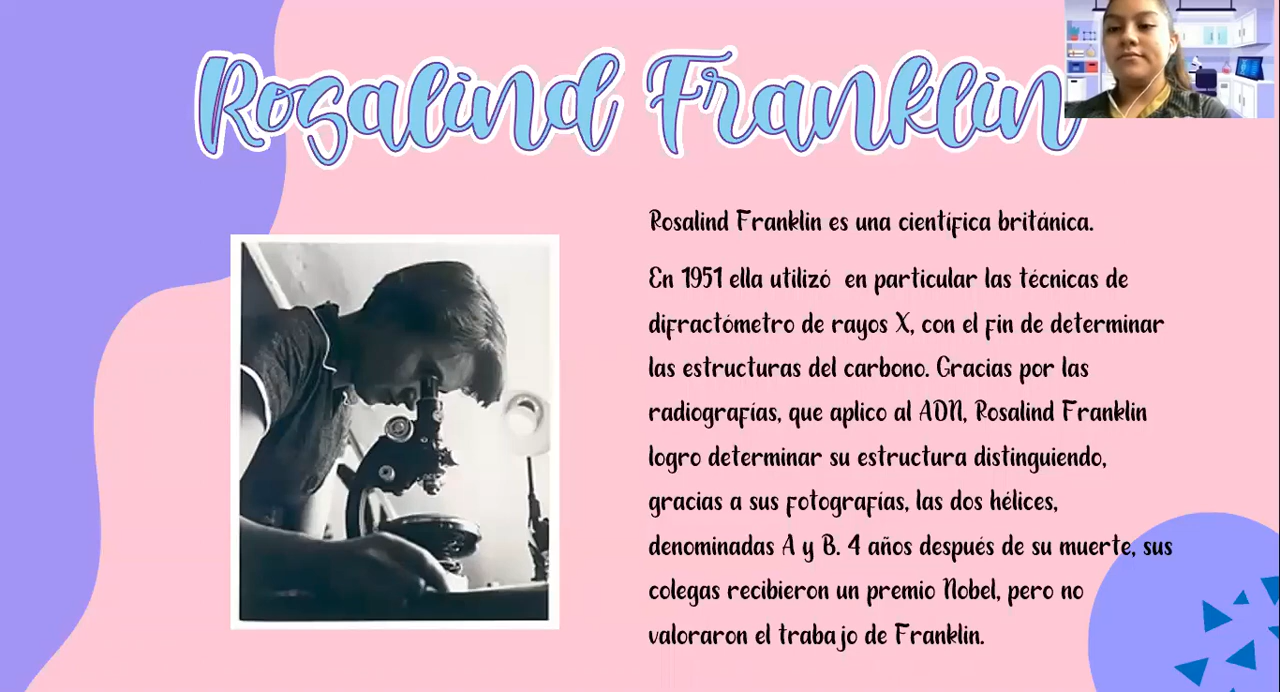 Rosalind Franklin
Rosalind Franklin es una científica británica.
En 1951 ella utilizó en particular las técnicas de
difractómetro de rayos X, con el fin de determinar
las estructuras del carbono. Gracias por las
radiografías, que aplico al ADN, Rosalind Franklin
logro determinar su estructura distinguiendo,
gracias a sus fotografías, las dos hélices,
denominadas A y B. 4 años después de su muerte, sus
colegas recibieron un premio Nobel, pero no
valoraron el trabajo de Franklin.